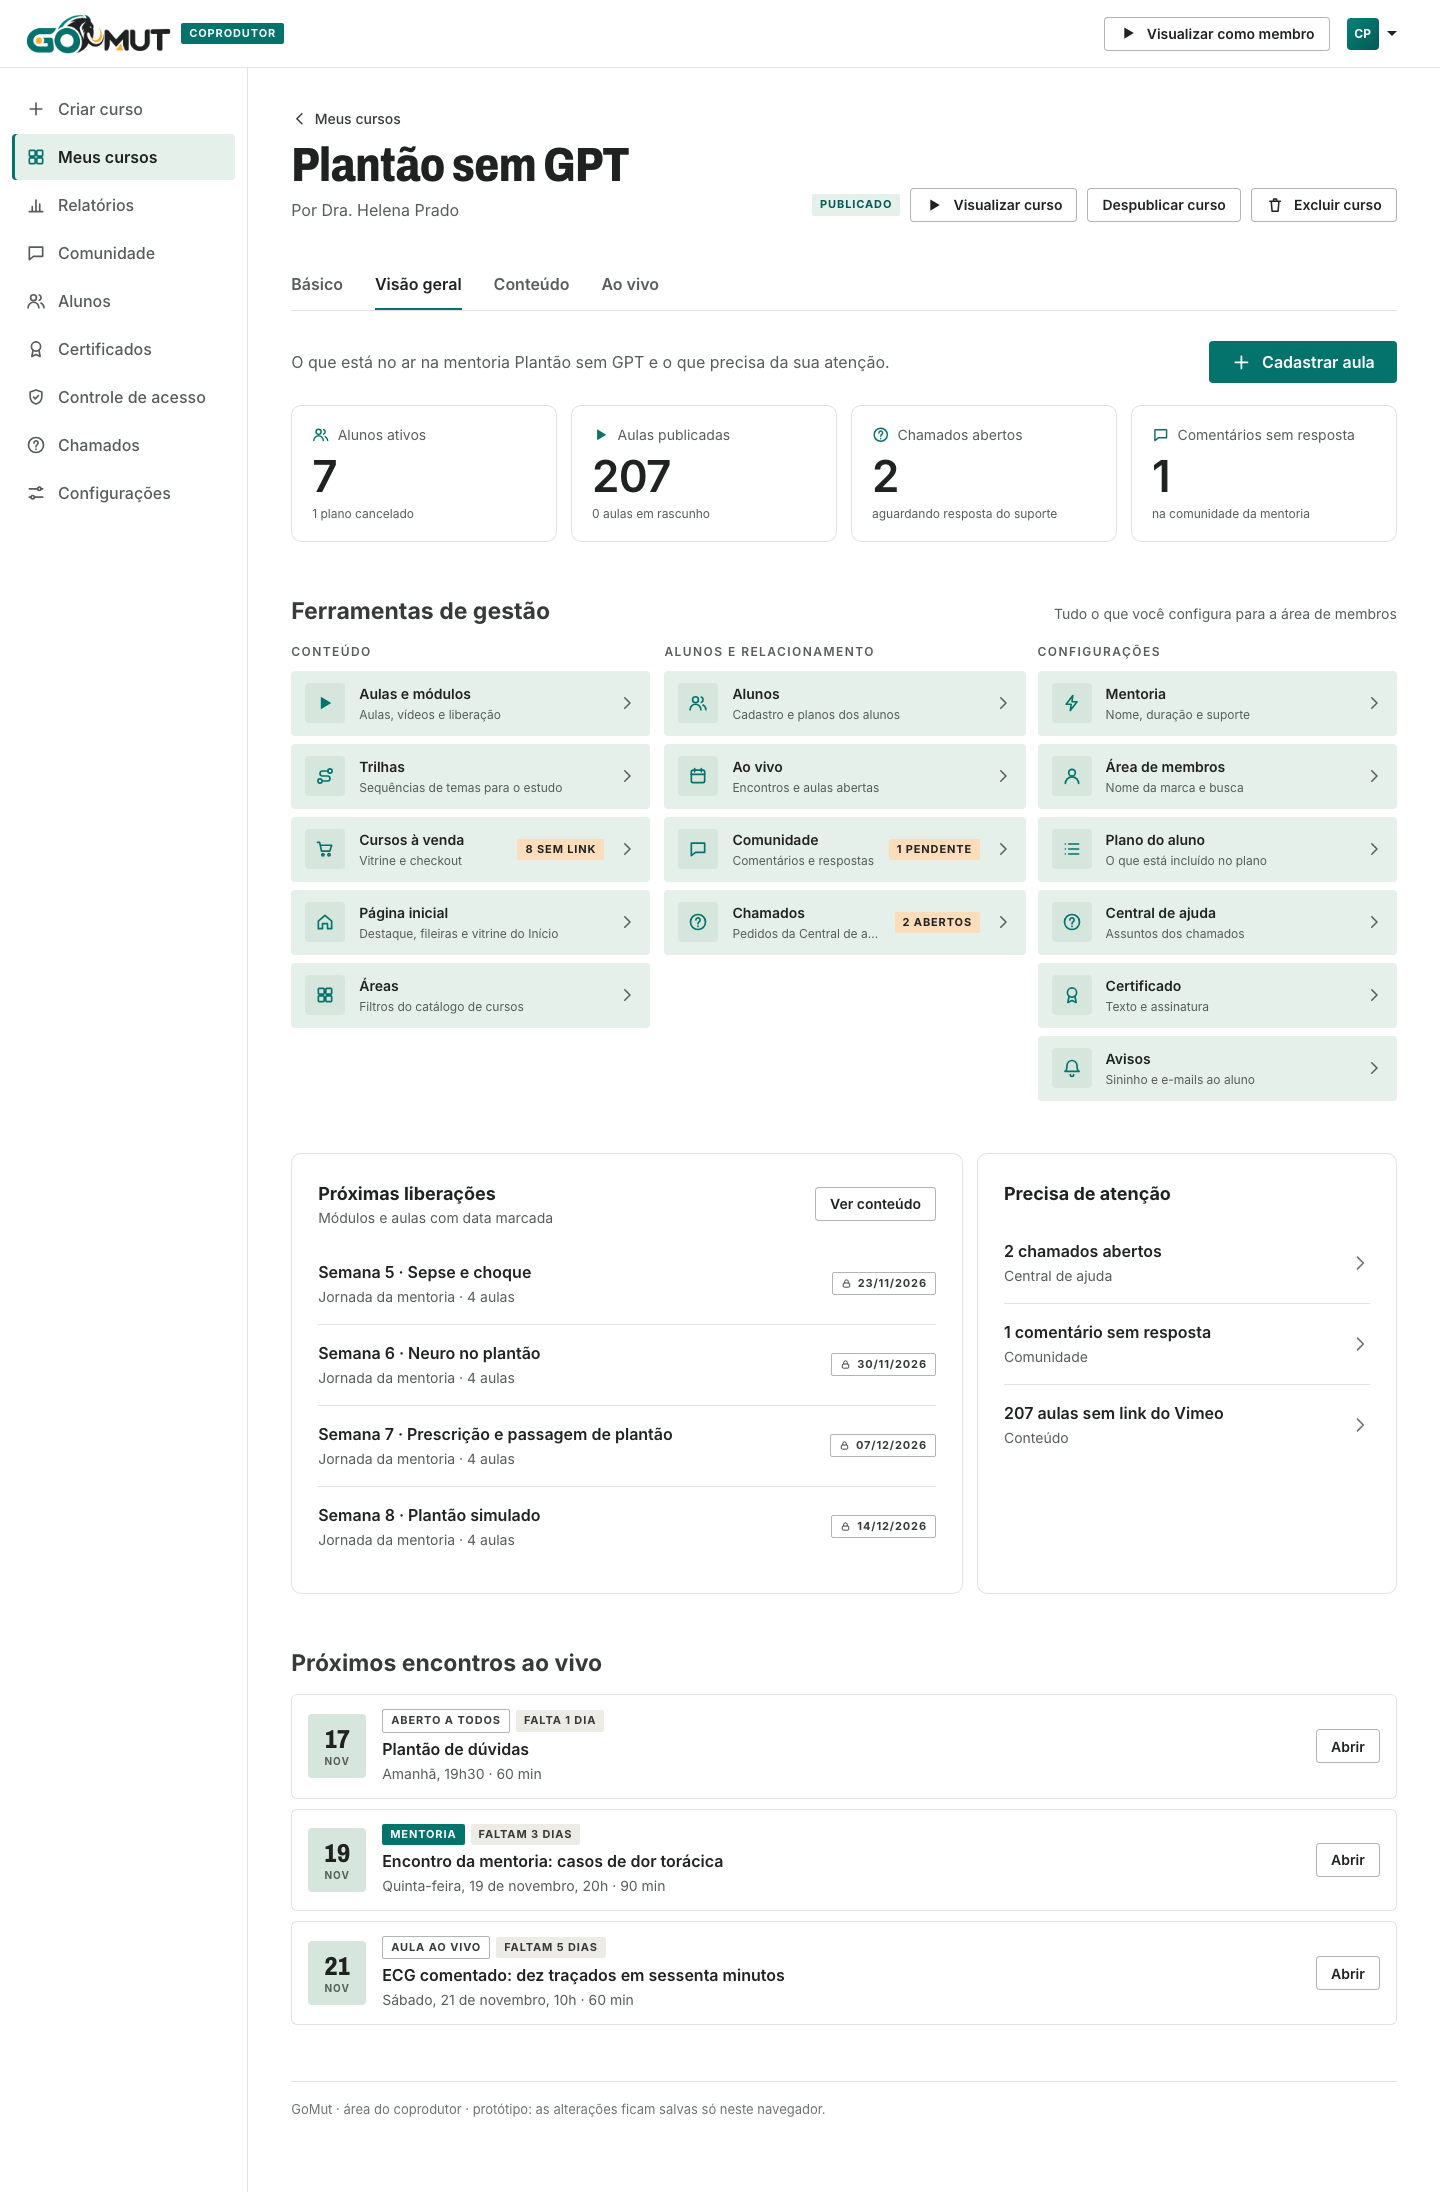 GOMUT
COPRODUTOR
Visualizar como membro
CP
Criar curso
Meus cursos
Relatórios
Comunidade
Alunos
Certificados
Controle de acesso
Chamados
Configurações
Meus cursos
Plantão sem GPT
Por Dra. Helena Prado
PUBLICADO
Visualizar curso
Despublicar curso
Excluir curso
Básico
Visão geral
Conteúdo
Ao vivo
O que está no ar na mentoria Plantão sem GPT e o que precisa da sua atenção.
Cadastrar aula
Alunos ativos
7
1 plano cancelado
Aulas publicadas
207
0 aulas em rascunho
Chamados abertos
2
aguardando resposta do suporte
Comentários sem resposta
1
na comunidade da mentoria
Ferramentas de gestão
Tudo o que você configura para a área de membros
CONTEÚDO
Aulas e módulos
Aulas, vídeos e liberação
Trilhas
Sequências de temas para o estudo
Cursos à venda
Vitrine e checkout
8 SEM LINK
Página inicial
Destaque, fileiras e vitrine do Início
Áreas
Filtros do catálogo de cursos
ALUNOS E RELACIONAMENTO
Alunos
Cadastro e planos dos alunos
Ao vivo
Encontros e aulas abertas
Comunidade
Comentários e respostas
1 PENDENTE
Chamados
Pedidos da Central de a...
2 ABERTOS
CONFIGURAÇÕES
Mentoria
Nome, duração e suporte
Área de membros
Nome da marca e busca
Plano do aluno
O que está incluído no plano
Central de ajuda
Assuntos dos chamados
Certificado
Texto e assinatura
Avisos
Sininho e e-mails ao aluno
Próximas liberações
Módulos e aulas com data marcada
Ver conteúdo
Semana 5 · Sepse e choque
Jornada da mentoria · 4 aulas
23/11/2026
Semana 6 · Neuro no plantão
Jornada da mentoria · 4 aulas
30/11/2026
Semana 7 · Prescrição e passagem de plantão
Jornada da mentoria · 4 aulas
07/12/2026
Semana 8 · Plantão simulado
Jornada da mentoria · 4 aulas
14/12/2026
Precisa de atenção
2 chamados abertos
Central de ajuda
1 comentário sem resposta
Comunidade
207 aulas sem link do Vimeo
Conteúdo
Próximos encontros ao vivo
17
NOV
ABERTO A TODOS
FALTA 1 DIA
Plantão de dúvidas
Amanhã, 19h30 · 60 min
Abrir
19
NOV
MENTORIA
FALTAM 3 DIAS
Encontro da mentoria: casos de dor torácica
Quinta-feira, 19 de novembro, 20h · 90 min
Abrir
21
NOV
AULA AO VIVO
FALTAM 5 DIAS
ECG comentado: dez traçados em sessenta minutos
Sábado, 21 de novembro, 10h · 60 min
Abrir
GoMut · área do coprodutor · protótipo: as alterações ficam salvas só neste navegador.